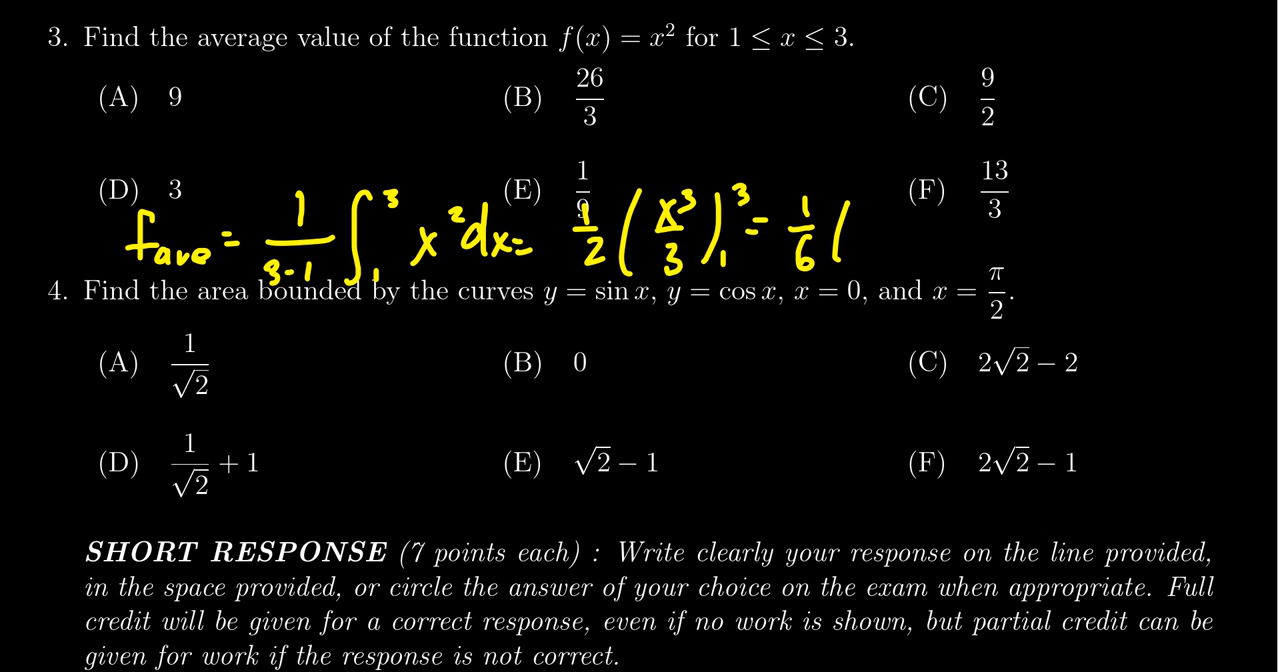 3. Find the average value of the function f(x) = x² for 1 ≤ x ≤ 3.
(A) 9 (B) 26/3 (C) 9/2
(D) 3 (E) 1/9 (F) 13/3
f_ave = 1/(3-1) ∫₁³ x² dx = 1/2 (x³/3)₁³ = 1/6 (
4. Find the area bounded by the curves y = sin x, y = cos x, x = 0, and x = π/2.
(A) 1/√2 (B) 0 (C) 2√2 − 2
(D) 1/√2 + 1 (E) √2 − 1 (F) 2√2 − 1
SHORT RESPONSE (7 points each) : Write clearly your response on the line provided,
in the space provided, or circle the answer of your choice on the exam when appropriate. Full
credit will be given for a correct response, even if no work is shown, but partial credit can be
given for work if the response is not correct.